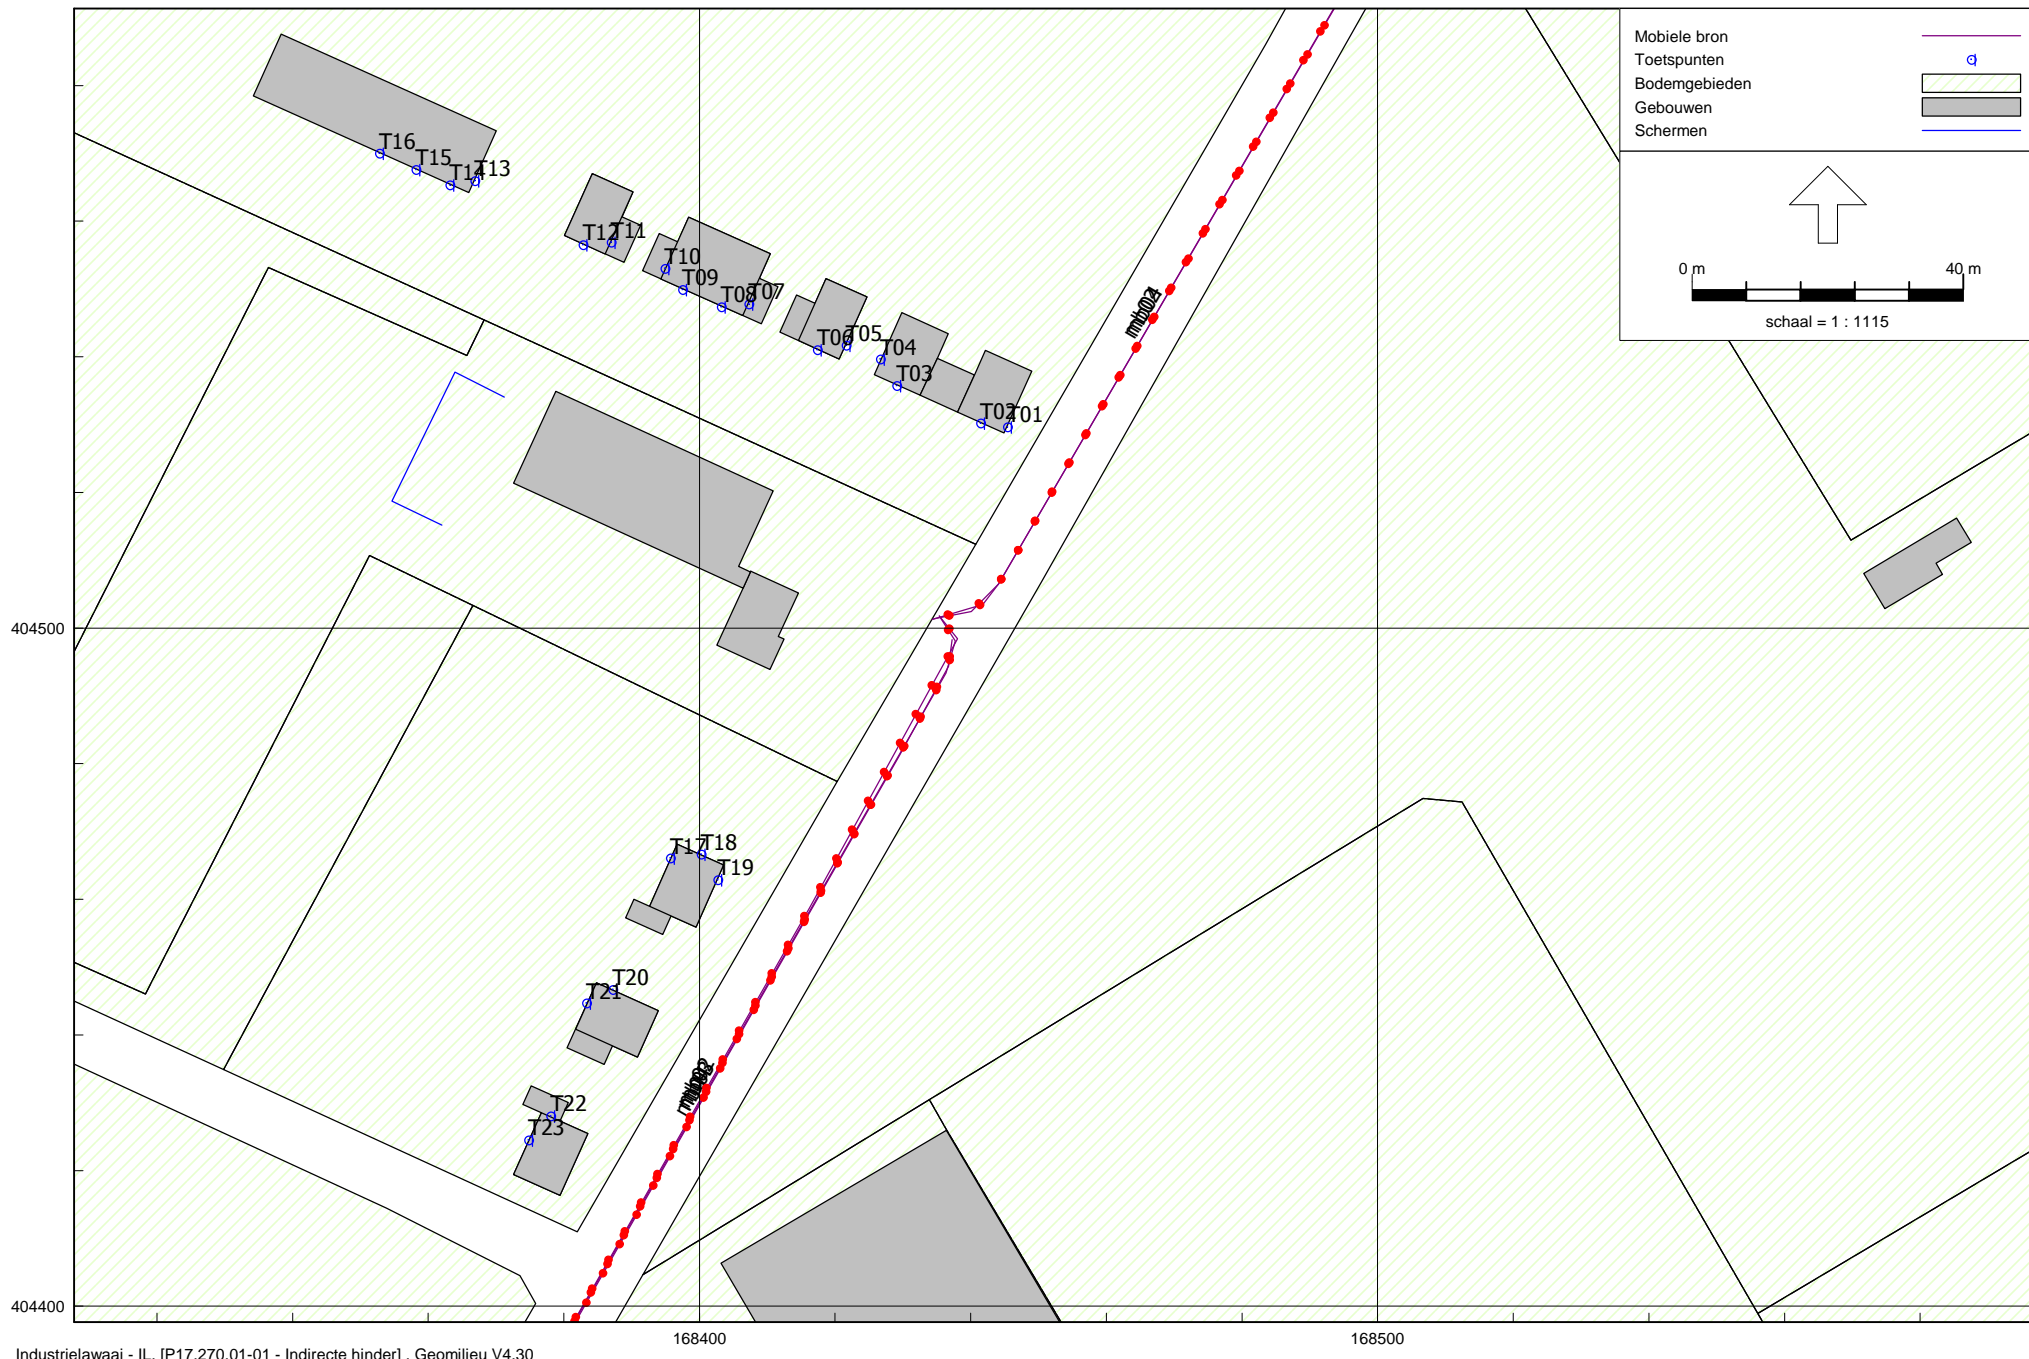 Mobiele bron
Toetspunten
Bodemgebieden
Gebouwen
Schermen
0 m 40 m
schaal = 1 : 1115
T16
T15
T14
T13
T12
T11
T10
T09
T08
T07
T06
T05
T04
T03
T02
T01
404500
T17
T18
T19
T20
T21
T22
T23
404400
168400
168500
Industrielawaai - IL, [P17.270.01-01 - Indirecte hinder] , Geomilieu V4.30